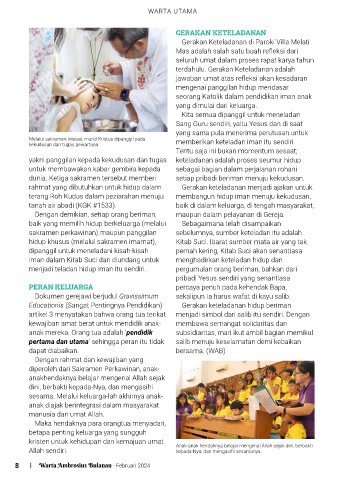 WARTA UTAMA
Melalui sakramen inisiasi, murid Kristus dipanggil pada
kekudusan dan tugas pewartaan.
yakni panggilan kepada kekudusan dan tugas
untuk membawakan kabar gembira kepada
dunia. Ketiga sakramen tersebut memberi
rahmat yang dibutuhkan untuk hidup dalam
terang Roh Kudus dalam peziarahan menuju
tanah air abadi (KGK #1533).
Dengan demikian, setiap orang beriman,
baik yang memilih hidup berkeluarga (melalui
sakramen perkawinan) maupun panggilan
hidup khusus (melalui sakramen imamat),
dipanggil untuk meneladani kisah-kisah
iman dalam Kitab Suci dan diundang untuk
menjadi teladan hidup iman itu sendiri.
PERAN KELUARGA
Dokumen gerejawi berjudul Gravissimum
Educationis (Sangat Pentingnya Pendidikan)
artikel 3 menyatakan bahwa orang tua terikat
kewajiban amat berat untuk mendidik anak-
anak mereka. Orang tua adalah 'pendidik
pertama dan utama' sehingga peran itu tidak
dapat diabaikan.
Dengan rahmat dan kewajiban yang
diperoleh dari Sakramen Perkawinan, anak-
anakhendaknya belajar mengenal Allah sejak
dini, berbakti kepada-Nya, dan mengasihi
sesama. Melalui keluarga-lah akhirnya anak-
anak diajak berintegrasi dalam masyarakat
manusia dan umat Allah.
Maka hendaknya para orangtua menyadari,
betapa penting keluarga yang sungguh
kristen untuk kehidupan dan kemajuan umat
Allah sendiri.
GERAKAN KETELADANAN
Gerakan Keteladanan di Paroki Villa Melati
Mas adalah salah satu buah refleksi dari
seluruh umat dalam proses rapat karya tahun
terdahulu. Gerakan Keteladanan adalah
jawaban umat atas refleksi akan kesadaran
mengenai panggilan hidup mendasar
seorang Katolik dalam pendidikan iman anak
yang dimulai dari keluarga.
Kita semua dipanggil untuk meneladan
Sang Guru sendiri, yaitu Yesus dan di saat
yang sama pula menerima perutusan untuk
memberikan keteladan iman itu sendiri.
Tentu saja ini bukan momentum sesaat;
keteladanan adalah proses seumur hidup
sebagai bagian dalam perjalanan rohani
setiap pribadi beriman menuju kekudusan.
Gerakan keteladanan menjadi ajakan untuk
membangun hidup iman menuju kekudusan,
baik di dalam keluarga, di tengah masyarakat,
maupun dalam pelayanan di Gereja.
Sebagaimana telah disampaikan
sebelumnya, sumber keteladan itu adalah
Kitab Suci. Ibarat sumber mata air yang tak
pernah kering, Kitab Suci akan senantiasa
menghadirkan keteladan hidup dan
pergumulan orang beriman, bahkan dari
pribadi Yesus sendiri yang senantiasa
percaya penuh pada kehendak Bapa,
sekalipun Ia harus wafat di kayu salib.
Gerakan keteladanan hidup beriman
menjadi simbol dari salib itu sendiri. Dengan
membawa semangat solidaritas dan
subsidiaritas, mari ikut ambil bagian memikul
salib menuju keselamatan demi kebaikan
bersama. (WAB)
Anak-anak hendaknya belajar mengenal Allah sejak dini, berbakti
kepada-Nya, dan mengasihi sesamanya.
8 | Warta Ambrosius Bulanan Februari 2024